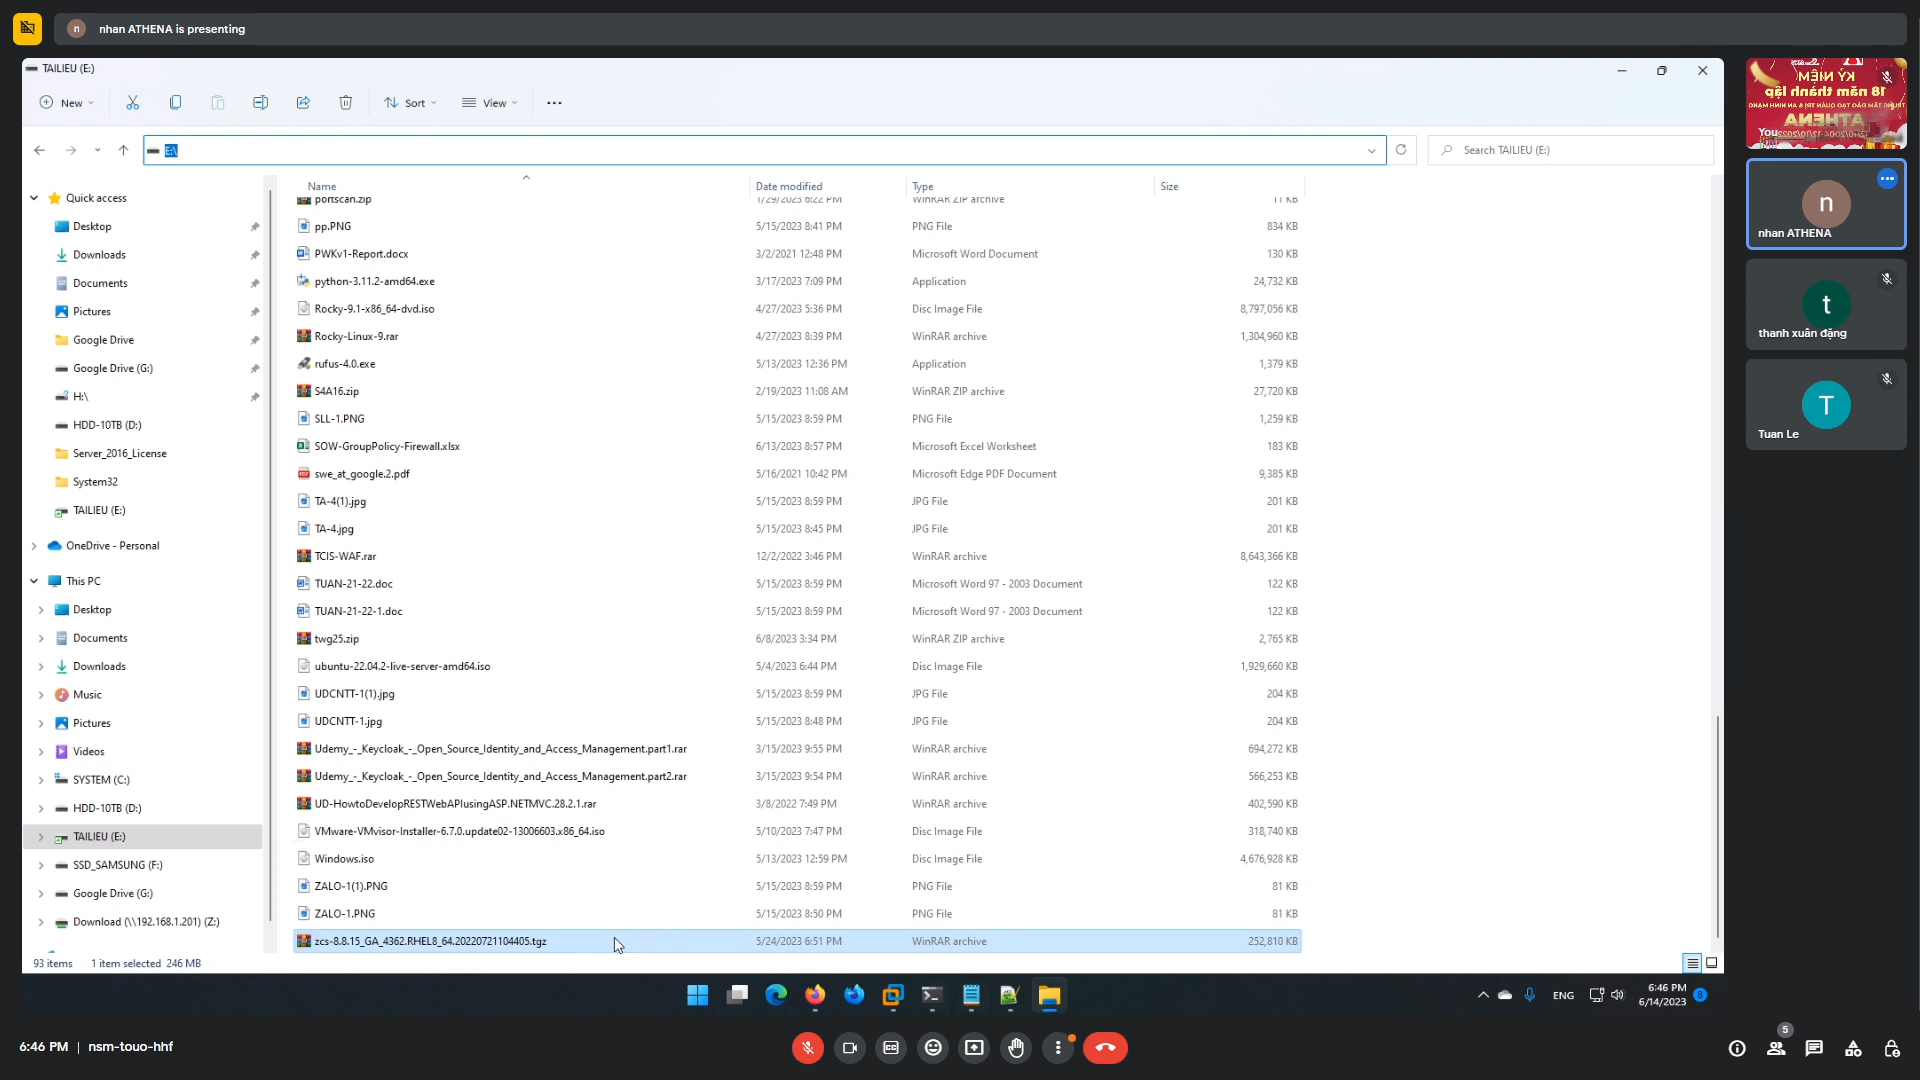 nhan ATHENA is presenting
TAILIEU (E:)
New
Sort
View
E:\
Search TAILIEU (E:)
Name
Date modified
Type
Size
Quick access
Desktop
Downloads
Documents
Pictures
Google Drive
Google Drive (G:)
H:\
HDD-10TB (D:)
Server_2016_License
System32
TAILIEU (E:)
OneDrive - Personal
This PC
Desktop
Documents
Downloads
Music
Pictures
Videos
SYSTEM (C:)
HDD-10TB (D:)
TAILIEU (E:)
SSD_SAMSUNG (F:)
Google Drive (G:)
Download (\\192.168.1.201) (Z:)
portscan.zip 1/29/2023 6:22 PM WinRAR ZIP archive 11 KB
pp.PNG 5/15/2023 8:41 PM PNG File 834 KB
PWKv1-Report.docx 3/2/2021 12:48 PM Microsoft Word Document 130 KB
python-3.11.2-amd64.exe 3/17/2023 7:09 PM Application 24,732 KB
Rocky-9.1-x86_64-dvd.iso 4/27/2023 5:36 PM Disc Image File 8,797,056 KB
Rocky-Linux-9.rar 4/27/2023 8:39 PM WinRAR archive 1,304,960 KB
rufus-4.0.exe 5/13/2023 12:36 PM Application 1,379 KB
S4A16.zip 2/19/2023 11:08 AM WinRAR ZIP archive 27,720 KB
SLL-1.PNG 5/15/2023 8:59 PM PNG File 1,259 KB
SOW-GroupPolicy-Firewall.xlsx 6/13/2023 8:57 PM Microsoft Excel Worksheet 183 KB
swe_at_google.2.pdf 5/16/2021 10:42 PM Microsoft Edge PDF Document 9,385 KB
TA-4(1).jpg 5/15/2023 8:59 PM JPG File 201 KB
TA-4.jpg 5/15/2023 8:45 PM JPG File 201 KB
TCIS-WAF.rar 12/2/2022 3:46 PM WinRAR archive 8,643,366 KB
TUAN-21-22.doc 5/15/2023 8:59 PM Microsoft Word 97 - 2003 Document 122 KB
TUAN-21-22-1.doc 5/15/2023 8:59 PM Microsoft Word 97 - 2003 Document 122 KB
twg25.zip 6/8/2023 3:34 PM WinRAR ZIP archive 2,765 KB
ubuntu-22.04.2-live-server-amd64.iso 5/4/2023 6:44 PM Disc Image File 1,929,660 KB
UDCNTT-1(1).jpg 5/15/2023 8:59 PM JPG File 204 KB
UDCNTT-1.jpg 5/15/2023 8:48 PM JPG File 204 KB
Udemy_-_Keycloak_-_Open_Source_Identity_and_Access_Management.part1.rar 3/15/2023 9:55 PM WinRAR archive 694,272 KB
Udemy_-_Keycloak_-_Open_Source_Identity_and_Access_Management.part2.rar 3/15/2023 9:54 PM WinRAR archive 566,253 KB
UD-HowtoDevelopRESTWebAPIusingASP.NETMVC.28.2.1.rar 3/8/2022 7:49 PM WinRAR archive 402,590 KB
VMware-VMvisor-Installer-6.7.0.update02-13006603.x86_64.iso 5/10/2023 7:47 PM Disc Image File 318,740 KB
Windows.iso 5/13/2023 12:59 PM Disc Image File 4,676,928 KB
ZALO-1(1).PNG 5/15/2023 8:59 PM PNG File 81 KB
ZALO-1.PNG 5/15/2023 8:50 PM PNG File 81 KB
zcs-8.8.15_GA_4362.RHEL8_64.20220721104405.tgz 5/24/2023 6:51 PM WinRAR archive 252,810 KB
93 items 1 item selected 246 MB
ENG
6:46 PM
6/14/2023
8
KỶ NIỆM
18 năm thành lập
ATHENA
You
n
nhan ATHENA
t
thanh xuân đặng
T
Tuan Le
6:46 PM | nsm-touo-hhf
5